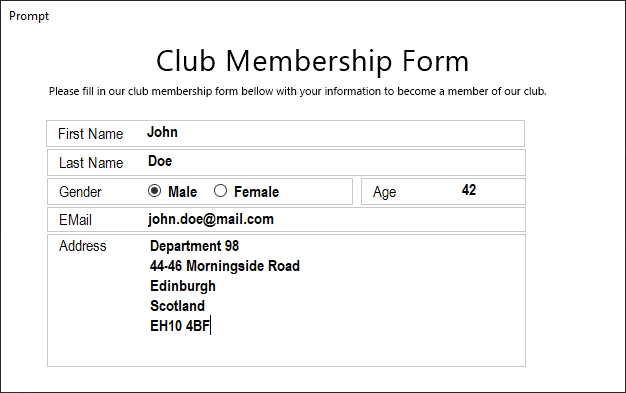 Prompt
Club Membership Form
Please fill in our club membership form bellow with your information to become a member of our club.
First Name John
Last Name Doe
Gender Male Female Age 42
EMail john.doe@mail.com
Address Department 98
44-46 Morningside Road
Edinburgh
Scotland
EH10 4BF